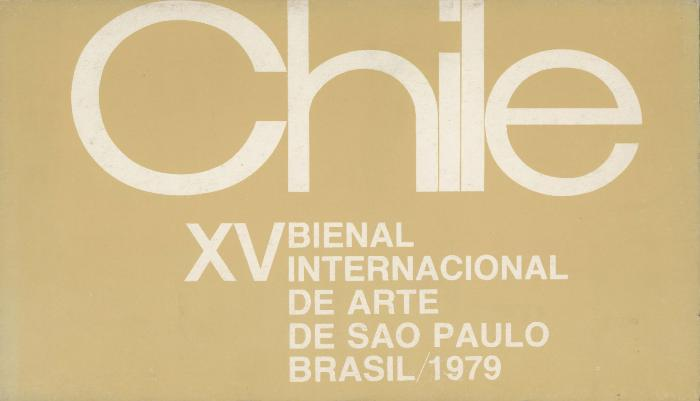 Chile
XV BIENAL
INTERNACIONAL
DE ARTE
DE SAO PAULO
BRASIL/1979